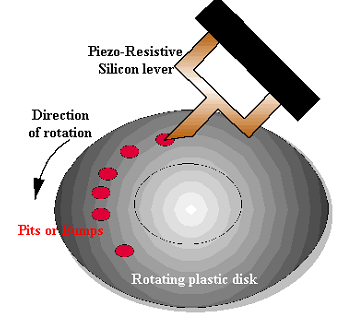 Piezo-Resistive
Silicon lever
Direction
of rotation
Pits or Bumps
Rotating plastic disk